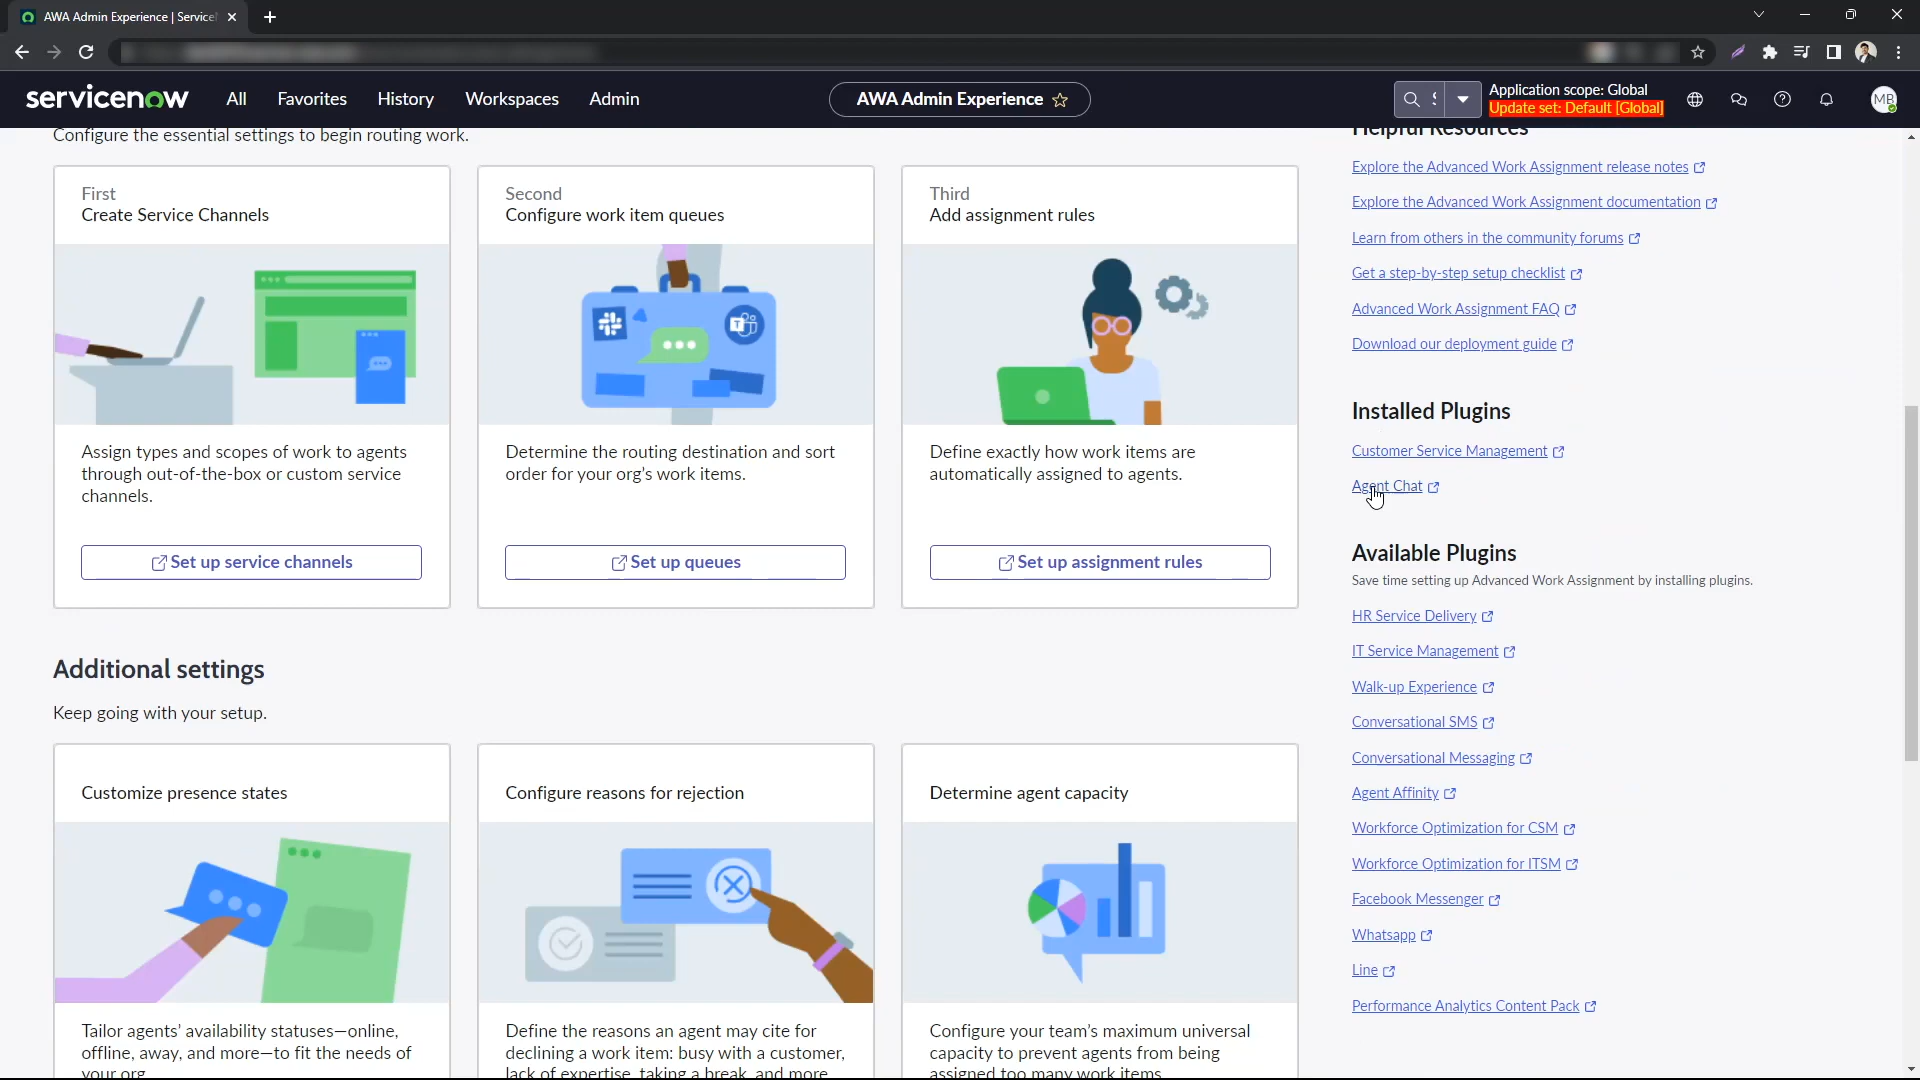 AWA Admin Experience | Service
servicenow
All
Favorites
History
Workspaces
Admin
AWA Admin Experience
Application scope: Global
Update set: Default [Global]
MB
Configure the essential settings to begin routing work.
First
Create Service Channels
Assign types and scopes of work to agents
through out-of-the-box or custom service
channels.
Set up service channels
Second
Configure work item queues
Determine the routing destination and sort
order for your org's work items.
Set up queues
Third
Add assignment rules
Define exactly how work items are
automatically assigned to agents.
Set up assignment rules
Additional settings
Keep going with your setup.
Customize presence states
Tailor agents' availability statuses—online,
offline, away, and more—to fit the needs of
your org
Configure reasons for rejection
Define the reasons an agent may cite for
declining a work item: busy with a customer,
lack of expertise, taking a break, and more
Determine agent capacity
Configure your team's maximum universal
capacity to prevent agents from being
assigned too many work items
Helpful Resources
Explore the Advanced Work Assignment release notes
Explore the Advanced Work Assignment documentation
Learn from others in the community forums
Get a step-by-step setup checklist
Advanced Work Assignment FAQ
Download our deployment guide
Installed Plugins
Customer Service Management
Agent Chat
Available Plugins
Save time setting up Advanced Work Assignment by installing plugins.
HR Service Delivery
IT Service Management
Walk-up Experience
Conversational SMS
Conversational Messaging
Agent Affinity
Workforce Optimization for CSM
Workforce Optimization for ITSM
Facebook Messenger
Whatsapp
Line
Performance Analytics Content Pack